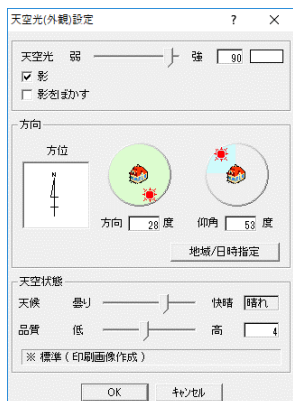 天空光(外観)設定 ? ×
天空光 弱 強 90
影
影をぼかす
方向
方位
N
方向 28 度 仰角 53 度
地域/日時指定
天空状態
天候 曇り 快晴 晴れ
品質 低 高 4
※ 標準（印刷画像作成）
OK キャンセル